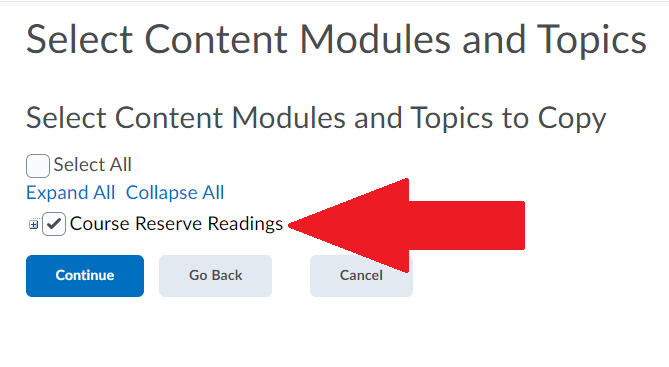 Select Content Modules and Topics
Select Content Modules and Topics to Copy
Select All
Expand All Collapse All
Course Reserve Readings
Continue Go Back Cancel